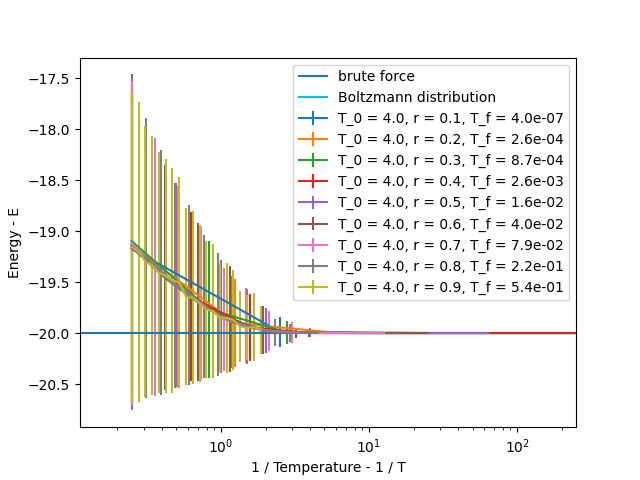 −17.5
−18.0
−18.5
−19.0
−19.5
−20.0
−20.5
Energy - E
10⁰
10¹
10²
1 / Temperature - 1 / T
brute force
Boltzmann distribution
T_0 = 4.0, r = 0.1, T_f = 4.0e-07
T_0 = 4.0, r = 0.2, T_f = 2.6e-04
T_0 = 4.0, r = 0.3, T_f = 8.7e-04
T_0 = 4.0, r = 0.4, T_f = 2.6e-03
T_0 = 4.0, r = 0.5, T_f = 1.6e-02
T_0 = 4.0, r = 0.6, T_f = 4.0e-02
T_0 = 4.0, r = 0.7, T_f = 7.9e-02
T_0 = 4.0, r = 0.8, T_f = 2.2e-01
T_0 = 4.0, r = 0.9, T_f = 5.4e-01